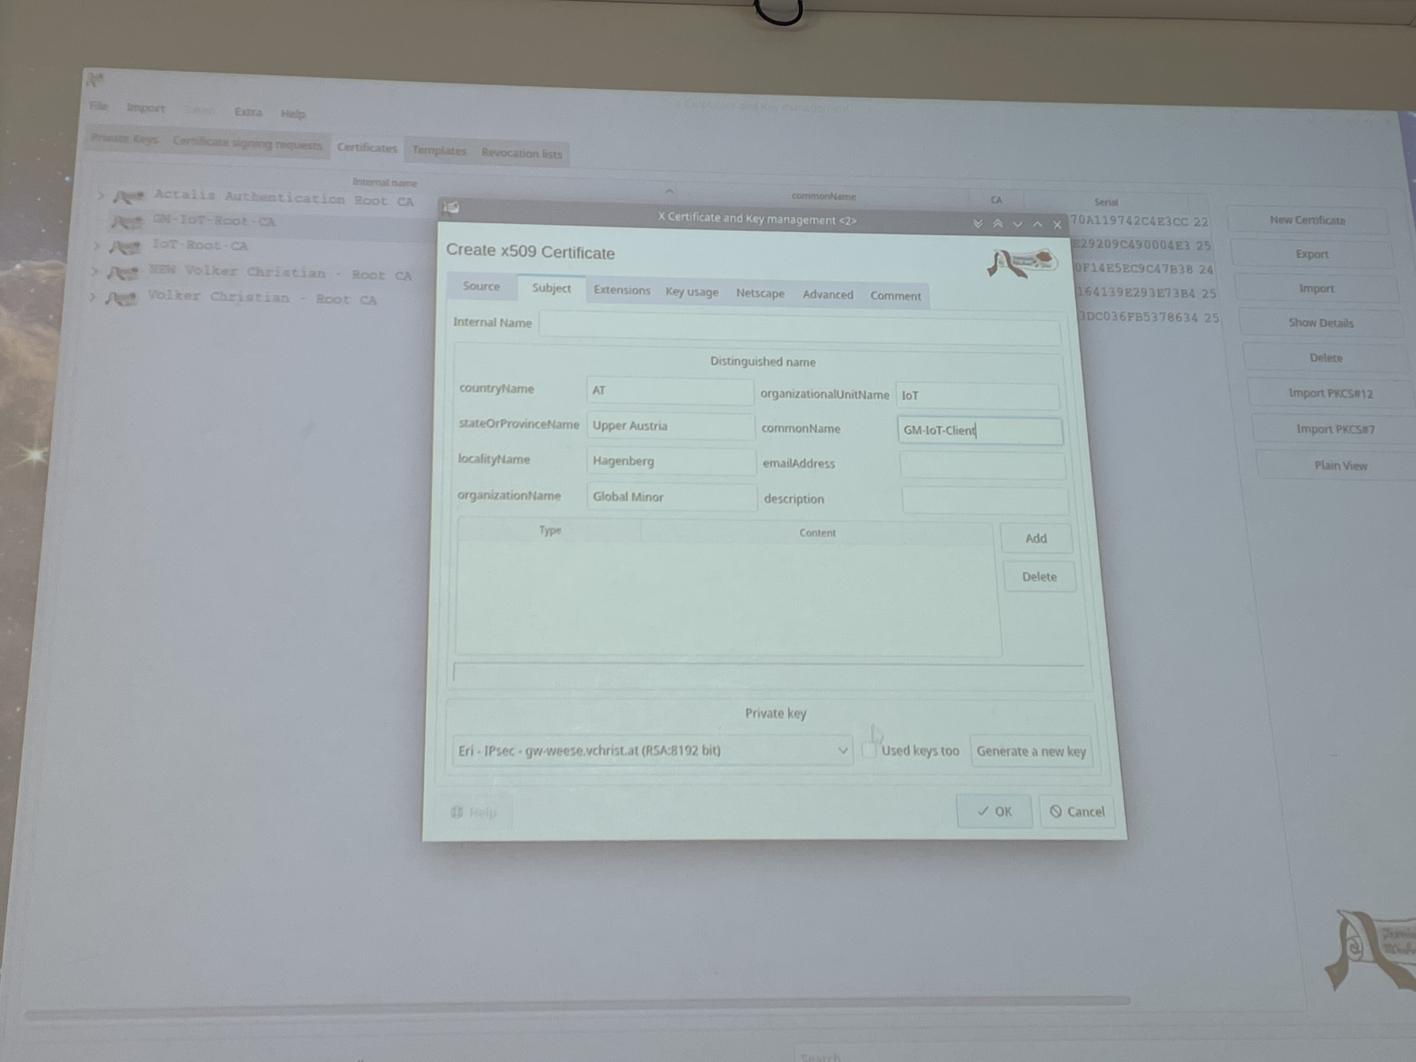 File Import Extra Help
Private Keys Certificate signing requests Certificates Templates Revocation lists
Internal name commonName CA Serial
Actalis Authentication Root CA
GM-IoT-Root-CA
IoT-Root-CA
NEW Volker Christian - Root CA
Volker Christian - Root CA
70A119742C4E3CC 22
E29209C490004E3 25
0F14E5EC9C47B38 24
164139E293E73B4 25
3DC036FB5378634 25
New Certificate
Export
Import
Show Details
Delete
Import PKCS#12
Import PKCS#7
Plain View
X Certificate and Key management <2>
Create x509 Certificate
Source Subject Extensions Key usage Netscape Advanced Comment
Internal Name
Distinguished name
countryName AT organizationalUnitName IoT
stateOrProvinceName Upper Austria commonName GM-IoT-Client
localityName Hagenberg emailAddress
organizationName Global Minor description
Type Content
Add
Delete
Private key
Eri - IPsec - gw-weese.vchrist.at (RSA:8192 bit) Used keys too Generate a new key
Help OK Cancel
Search